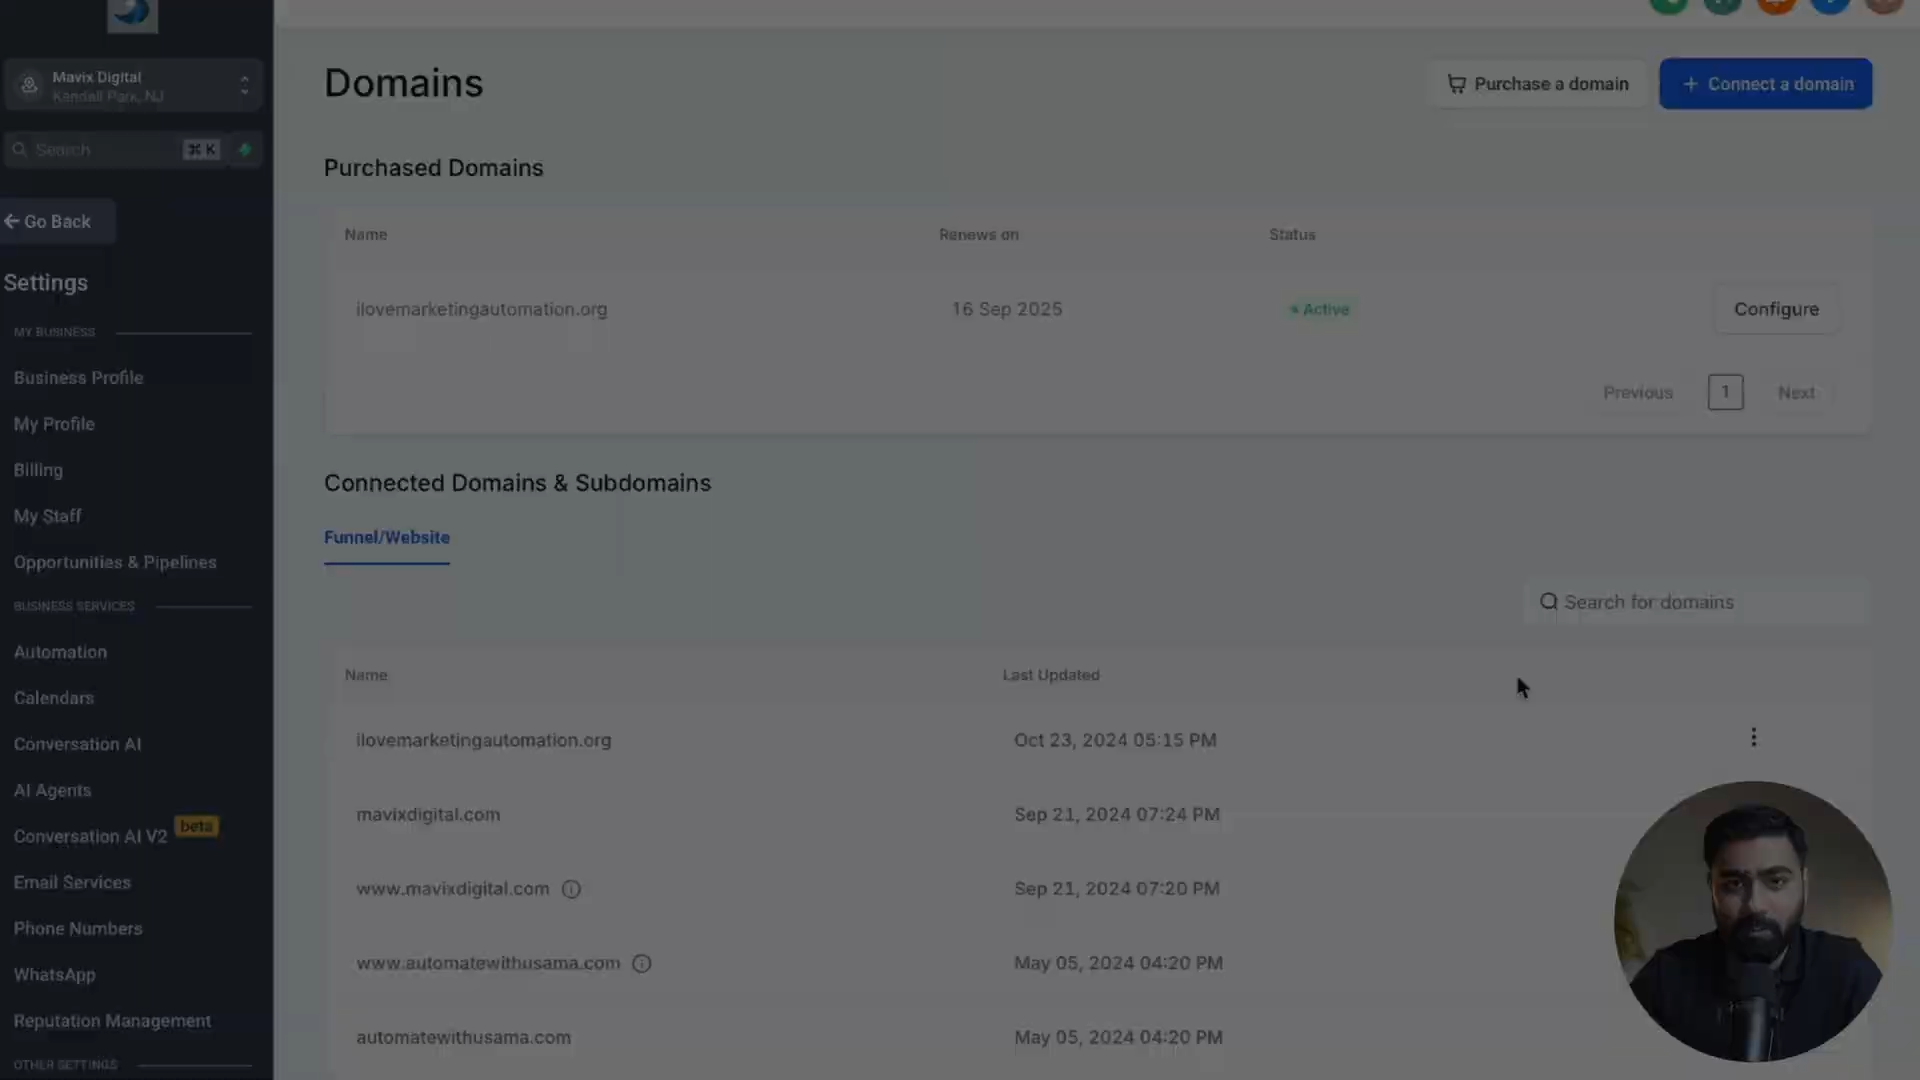 Mavix Digital
Kendall Park, NJ
Search ⌘ K
Go Back
Settings
MY BUSINESS
Business Profile
My Profile
Billing
My Staff
Opportunities & Pipelines
BUSINESS SERVICES
Automation
Calendars
Conversation AI
AI Agents
Conversation AI V2 beta
Email Services
Phone Numbers
WhatsApp
Reputation Management
OTHER SETTINGS
Domains
Purchase a domain
+ Connect a domain
Purchased Domains
Name Renews on Status
ilovemarketingautomation.org 16 Sep 2025 Active Configure
Previous 1 Next
Connected Domains & Subdomains
Funnel/Website
Search for domains
Name Last Updated
ilovemarketingautomation.org Oct 23, 2024 05:15 PM
mavixdigital.com Sep 21, 2024 07:24 PM
www.mavixdigital.com Sep 21, 2024 07:20 PM
www.automatewithusama.com May 05, 2024 04:20 PM
automatewithusama.com May 05, 2024 04:20 PM